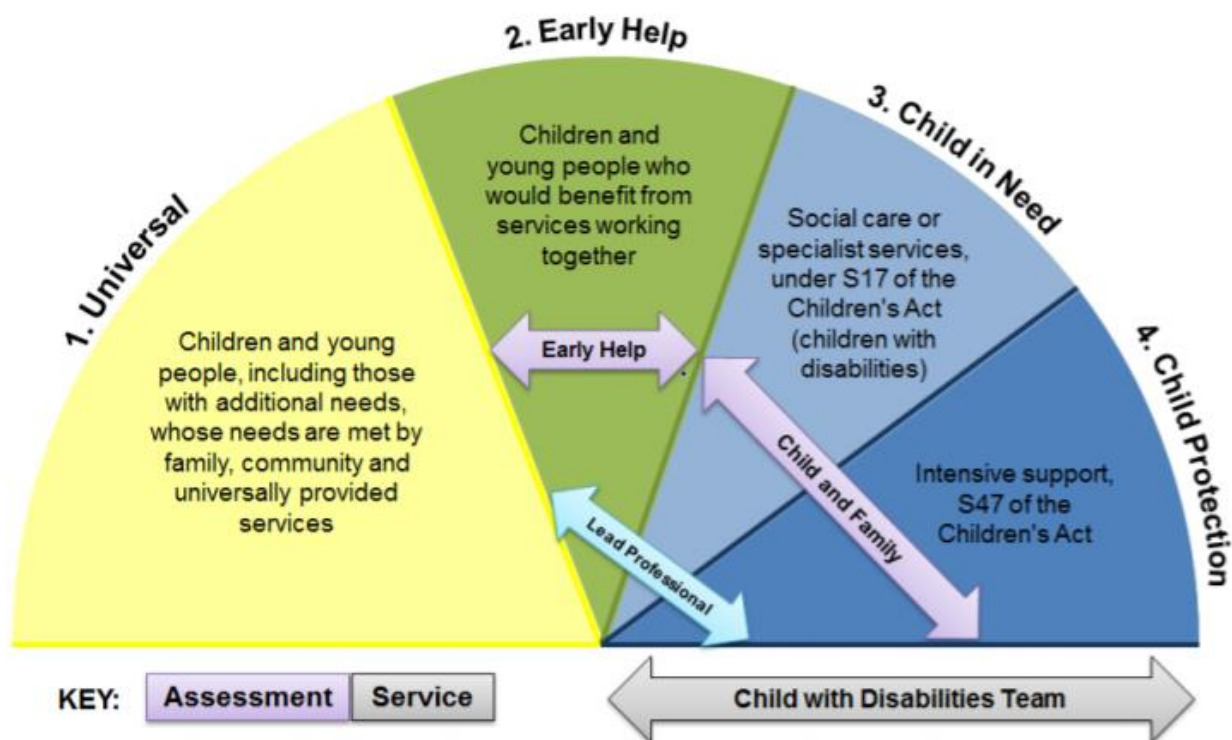 1. Universal
2. Early Help
3. Child in Need
4. Child Protection
Children and young
people, including those
with additional needs,
whose needs are met by
family, community and
universally provided
services
Children and
young people who
would benefit from
services working
together
Early Help
Social care or
specialist services,
under S17 of the
Children's Act
(children with
disabilities)
Child and Family
Lead Professional
Intensive support,
S47 of the
Children's Act
KEY: Assessment Service
Child with Disabilities Team